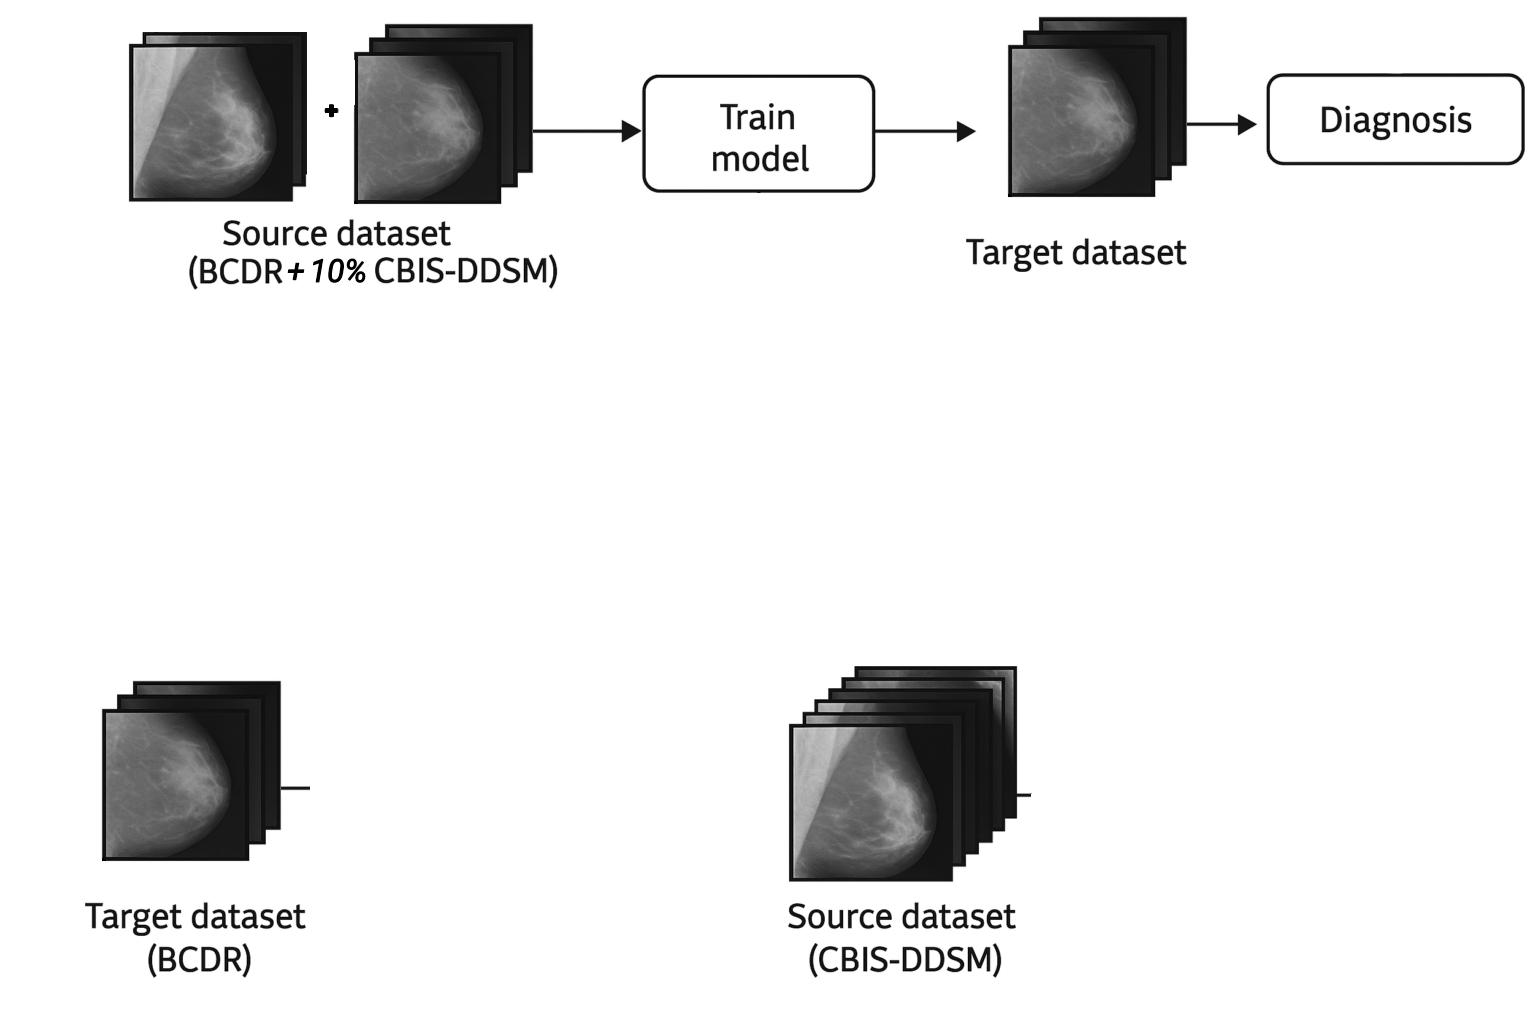 +
Train
model
Diagnosis
Source dataset
(BCDR + 10% CBIS-DDSM)
Target dataset
Target dataset
(BCDR)
Source dataset
(CBIS-DDSM)